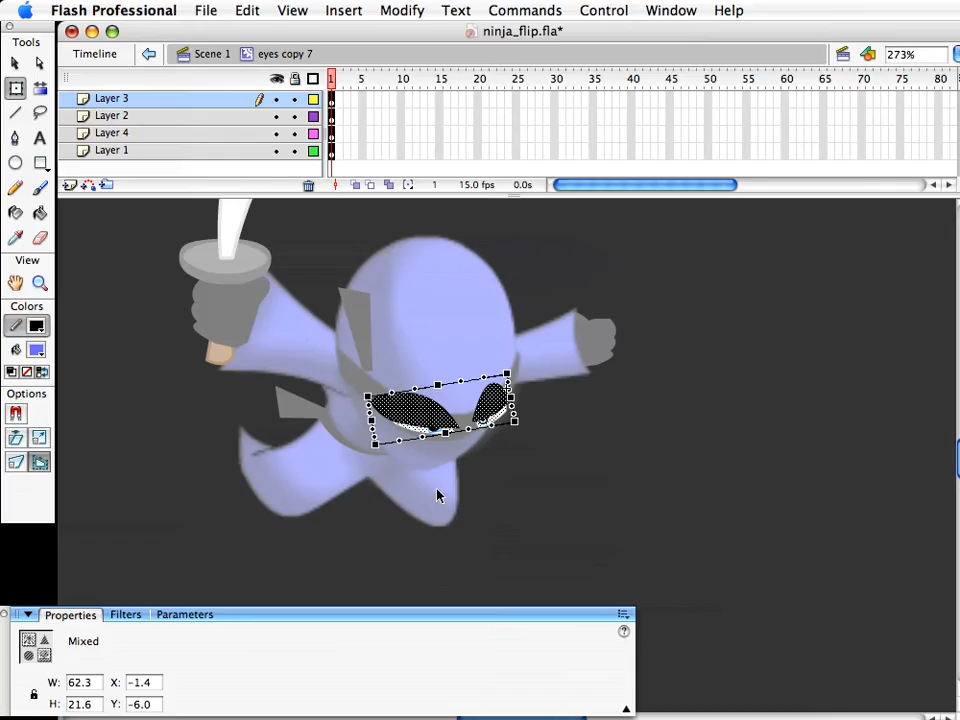 Flash Professional File Edit View Insert Modify Text Commands Control Window Help
ninja_flip.fla*
Timeline Scene 1 eyes copy 7 273%
Tools
1 5 10 15 20 25 30 35 40 45 50 55 60 65 70 75 80
Layer 3
Layer 2
Layer 4
Layer 1
1 15.0 fps 0.0s
A
View
Colors
Options
Properties Filters Parameters
Mixed
?
W: 62.3 X: -1.4
H: 21.6 Y: -6.0